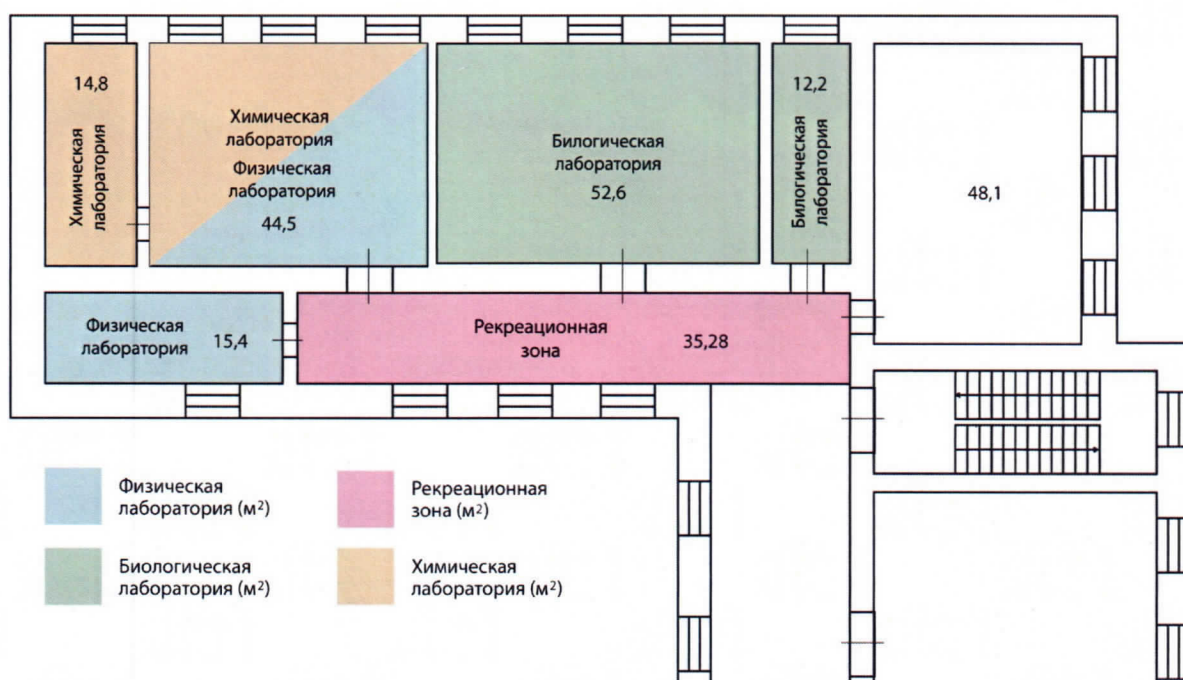 14,8
Химическая
лаборатория
Химическая
лаборатория
Физическая
лаборатория
44,5
Билогическая
лаборатория
52,6
12,2
Билогическая
лаборатория
48,1
Физическая
лаборатория
15,4
Рекреационная
зона
35,28
Физическая
лаборатория (м²)
Рекреационная
зона (м²)
Биологическая
лаборатория (м²)
Химическая
лаборатория (м²)